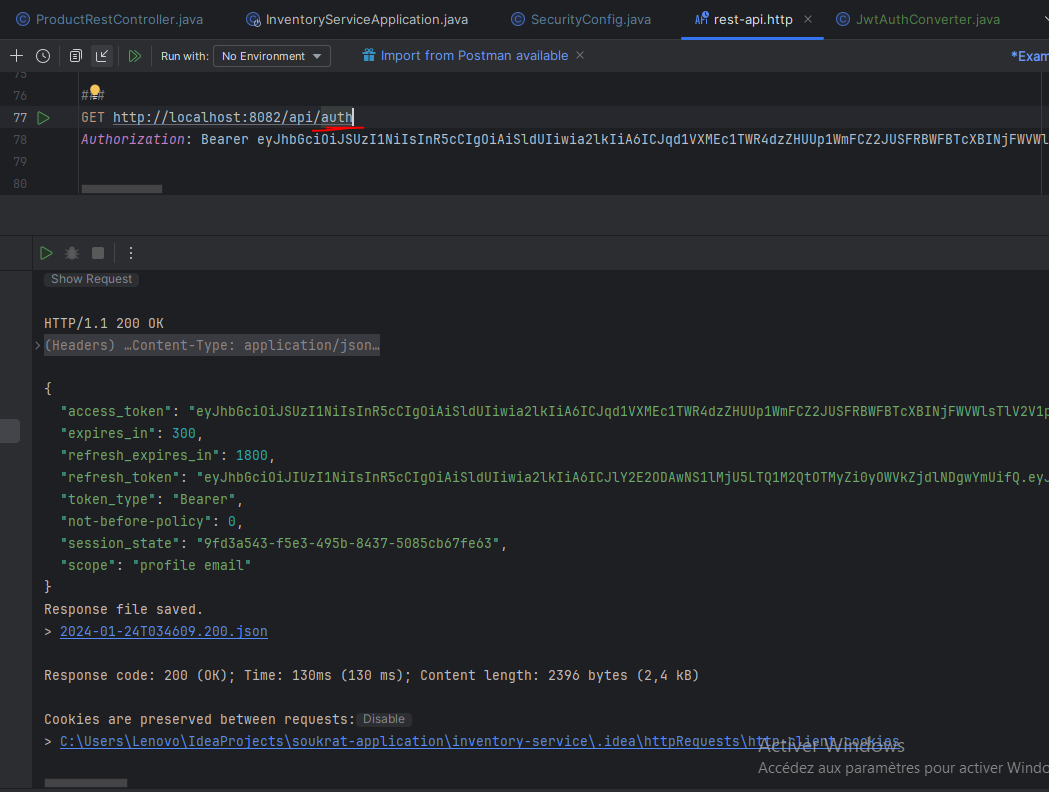 ProductRestController.java InventoryServiceApplication.java SecurityConfig.java rest-api.http JwtAuthConverter.java
Run with: No Environment Import from Postman available *Exam
75
76 ###
77 GET http://localhost:8082/api/auth
78 Authorization: Bearer
79
80
Show Request
HTTP/1.1 200 OK
(Headers) …Content-Type: application/json…
{
"access_token":
"expires_in": 300,
"refresh_expires_in": 1800,
"refresh_token":
"token_type": "Bearer",
"not-before-policy": 0,
"session_state": "9fd3a543-f5e3-495b-8437-5085cb67fe63",
"scope": "profile email"
}
Response file saved.
> 2024-01-24T034609.200.json
Response code: 200 (OK); Time: 130ms (130 ms); Content length: 2396 bytes (2,4 kB)
Cookies are preserved between requests: Disable
> C:\Users\Lenovo\IdeaProjects\soukrat-application\inventory-service\.idea\httpRequests\http-client.cookies
Activer Windows
Accédez aux paramètres pour activer Windo